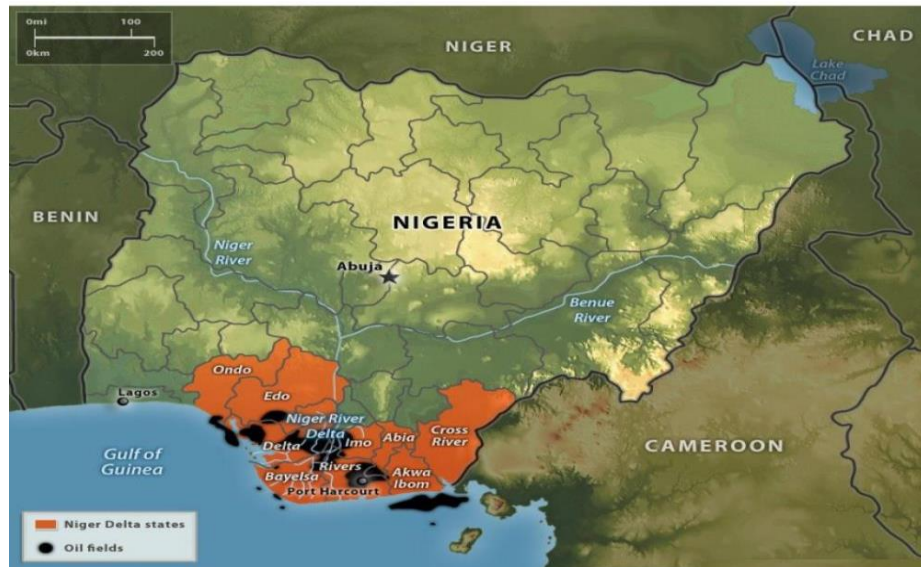 0mi 100
0km 200
NIGER
CHAD
Lake
Chad
BENIN
NIGERIA
Niger
River
Abuja
Benue
River
Ondo
Lagos
Edo
Niger River
Delta
Delta
Imo
Abia
Cross
River
Gulf of
Guinea
CAMEROON
Rivers
Bayelsa
Akwa
Ibom
Port Harcourt
Niger Delta states
Oil fields